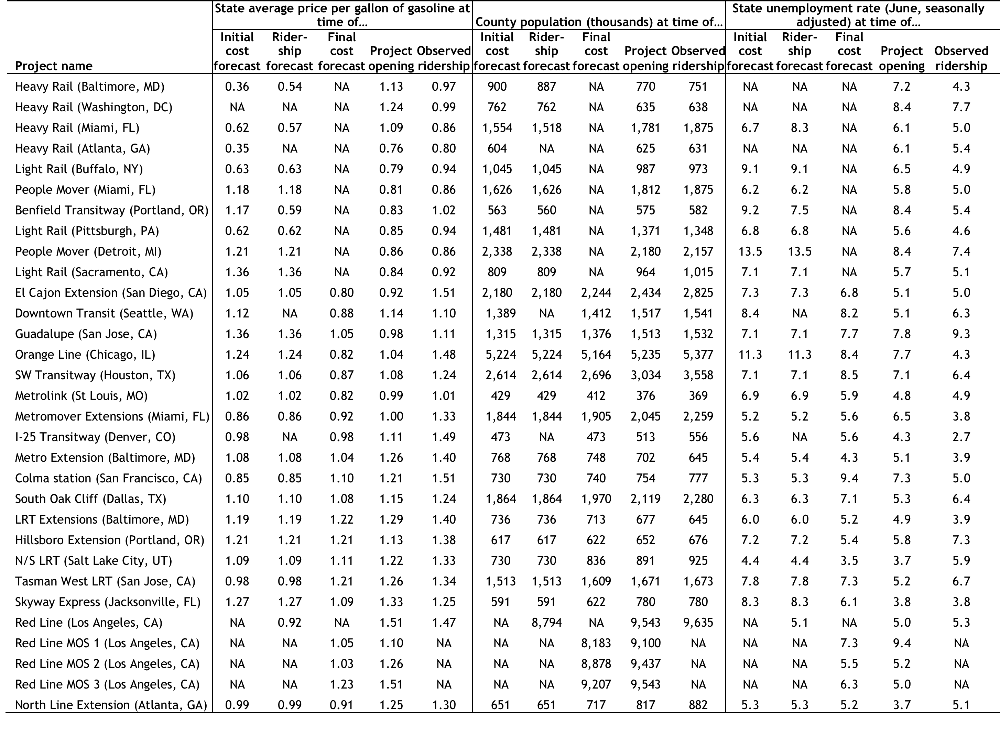 State average price per gallon of gasoline at time of… County population (thousands) at time of… State unemployment rate (June, seasonally adjusted) at time of…
Project name Initial cost forecast Rider-ship forecast Final cost forecast Project opening Observed ridership Initial cost forecast Rider-ship forecast Final cost forecast Project opening Observed ridership Initial cost forecast Rider-ship forecast Final cost forecast Project opening Observed ridership
Heavy Rail (Baltimore, MD) 0.36 0.54 NA 1.13 0.97 900 887 NA 770 751 NA NA NA 7.2 4.3
Heavy Rail (Washington, DC) NA NA NA 1.24 0.99 762 762 NA 635 638 NA NA NA 8.4 7.7
Heavy Rail (Miami, FL) 0.62 0.57 NA 1.09 0.86 1,554 1,518 NA 1,781 1,875 6.7 8.3 NA 6.1 5.0
Heavy Rail (Atlanta, GA) 0.35 NA NA 0.76 0.80 604 NA NA 625 631 NA NA NA 6.1 5.4
Light Rail (Buffalo, NY) 0.63 0.63 NA 0.79 0.94 1,045 1,045 NA 987 973 9.1 9.1 NA 6.5 4.9
People Mover (Miami, FL) 1.18 1.18 NA 0.81 0.86 1,626 1,626 NA 1,812 1,875 6.2 6.2 NA 5.8 5.0
Benfield Transitway (Portland, OR) 1.17 0.59 NA 0.83 1.02 563 560 NA 575 582 9.2 7.5 NA 8.4 5.4
Light Rail (Pittsburgh, PA) 0.62 0.62 NA 0.85 0.94 1,481 1,481 NA 1,371 1,348 6.8 6.8 NA 5.6 4.6
People Mover (Detroit, MI) 1.21 1.21 NA 0.86 0.86 2,338 2,338 NA 2,180 2,157 13.5 13.5 NA 8.4 7.4
Light Rail (Sacramento, CA) 1.36 1.36 NA 0.84 0.92 809 809 NA 964 1,015 7.1 7.1 NA 5.7 5.1
El Cajon Extension (San Diego, CA) 1.05 1.05 0.80 0.92 1.51 2,180 2,180 2,244 2,434 2,825 7.3 7.3 6.8 5.1 5.0
Downtown Transit (Seattle, WA) 1.12 NA 0.88 1.14 1.10 1,389 NA 1,412 1,517 1,541 8.4 NA 8.2 5.1 6.3
Guadalupe (San Jose, CA) 1.36 1.36 1.05 0.98 1.11 1,315 1,315 1,376 1,513 1,532 7.1 7.1 7.7 7.8 9.3
Orange Line (Chicago, IL) 1.24 1.24 0.82 1.04 1.48 5,224 5,224 5,164 5,235 5,377 11.3 11.3 8.4 7.7 4.3
SW Transitway (Houston, TX) 1.06 1.06 0.87 1.08 1.24 2,614 2,614 2,696 3,034 3,558 7.1 7.1 8.5 7.1 6.4
Metrolink (St Louis, MO) 1.02 1.02 0.82 0.99 1.01 429 429 412 376 369 6.9 6.9 5.9 4.8 4.9
Metromover Extensions (Miami, FL) 0.86 0.86 0.92 1.00 1.33 1,844 1,844 1,905 2,045 2,259 5.2 5.2 5.6 6.5 3.8
I-25 Transitway (Denver, CO) 0.98 NA 0.98 1.11 1.49 473 NA 473 513 556 5.6 NA 5.6 4.3 2.7
Metro Extension (Baltimore, MD) 1.08 1.08 1.04 1.26 1.40 768 768 748 702 645 5.4 5.4 4.3 5.1 3.9
Colma station (San Francisco, CA) 0.85 0.85 1.10 1.21 1.51 730 730 740 754 777 5.3 5.3 9.4 7.3 5.0
South Oak Cliff (Dallas, TX) 1.10 1.10 1.08 1.15 1.24 1,864 1,864 1,970 2,119 2,280 6.3 6.3 7.1 5.3 6.4
LRT Extensions (Baltimore, MD) 1.19 1.19 1.22 1.29 1.40 736 736 713 677 645 6.0 6.0 5.2 4.9 3.9
Hillsboro Extension (Portland, OR) 1.21 1.21 1.21 1.13 1.38 617 617 622 652 676 7.2 7.2 5.4 5.8 7.3
N/S LRT (Salt Lake City, UT) 1.09 1.09 1.11 1.22 1.33 730 730 836 891 925 4.4 4.4 3.5 3.7 5.9
Tasman West LRT (San Jose, CA) 0.98 0.98 1.21 1.26 1.34 1,513 1,513 1,609 1,671 1,673 7.8 7.8 7.3 5.2 6.7
Skyway Express (Jacksonville, FL) 1.27 1.27 1.09 1.33 1.25 591 591 622 780 780 8.3 8.3 6.1 3.8 3.8
Red Line (Los Angeles, CA) NA 0.92 NA 1.51 1.47 NA 8,794 NA 9,543 9,635 NA 5.1 NA 5.0 5.3
Red Line MOS 1 (Los Angeles, CA) NA NA 1.05 1.10 NA NA NA 8,183 9,100 NA NA NA 7.3 9.4 NA
Red Line MOS 2 (Los Angeles, CA) NA NA 1.03 1.26 NA NA NA 8,878 9,437 NA NA NA 5.5 5.2 NA
Red Line MOS 3 (Los Angeles, CA) NA NA 1.23 1.51 NA NA NA 9,207 9,543 NA NA NA 6.3 5.0 NA
North Line Extension (Atlanta, GA) 0.99 0.99 0.91 1.25 1.30 651 651 717 817 882 5.3 5.3 5.2 3.7 5.1